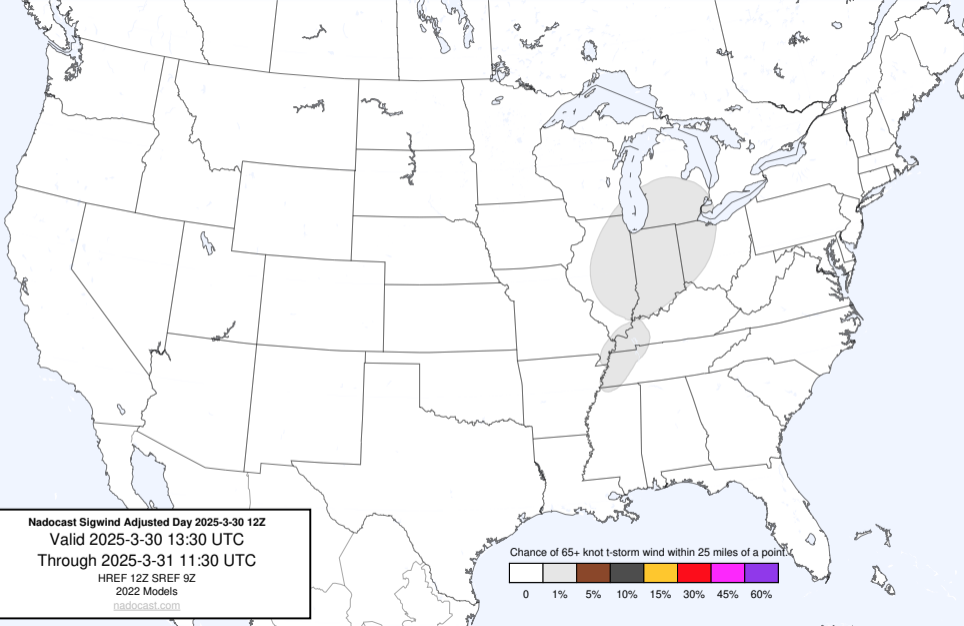 Nadocast Sigwind Adjusted Day 2025-3-30 12Z
Valid 2025-3-30 13:30 UTC
Through 2025-3-31 11:30 UTC
HREF 12Z SREF 9Z
2022 Models
nadocast.com
Chance of 65+ knot t-storm wind within 25 miles of a point.
0 1% 5% 10% 15% 30% 45% 60%